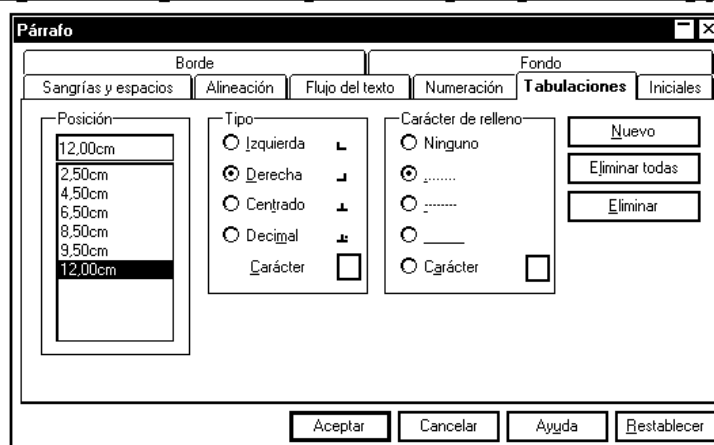 Párrafo
Borde Fondo
Sangrías y espacios Alineación Flujo del texto Numeración Tabulaciones Iniciales
Posición
12,00cm
2,50cm
4,50cm
6,50cm
8,50cm
9,50cm
12,00cm
Tipo
Izquierda
Derecha
Centrado
Decimal
Carácter
Carácter de relleno
Ninguno
.......
-------
_____
Carácter
Nuevo
Eliminar todas
Eliminar
Aceptar Cancelar Ayuda Restablecer